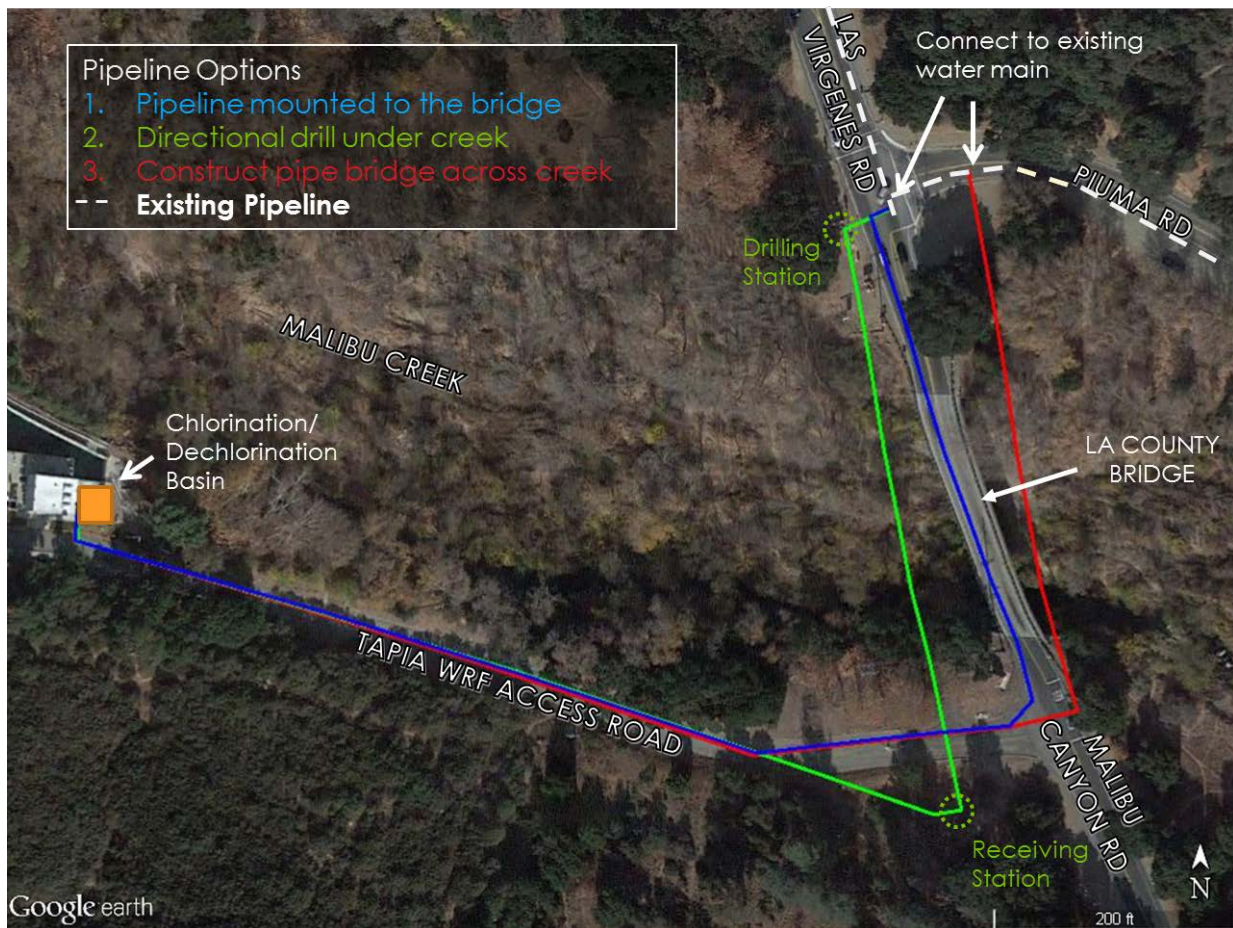 LAS
VIRGENES RD
Connect to existing
water main
Pipeline Options
1. Pipeline mounted to the bridge
2. Directional drill under creek
3. Construct pipe bridge across creek
-- Existing Pipeline
PIUMA RD
Drilling
Station
MALIBU CREEK
Chlorination/
Dechlorination
Basin
LA COUNTY
BRIDGE
TAPIA WRF ACCESS ROAD
MALIBU
CANYON RD
Receiving
Station
N
Google earth
200 ft